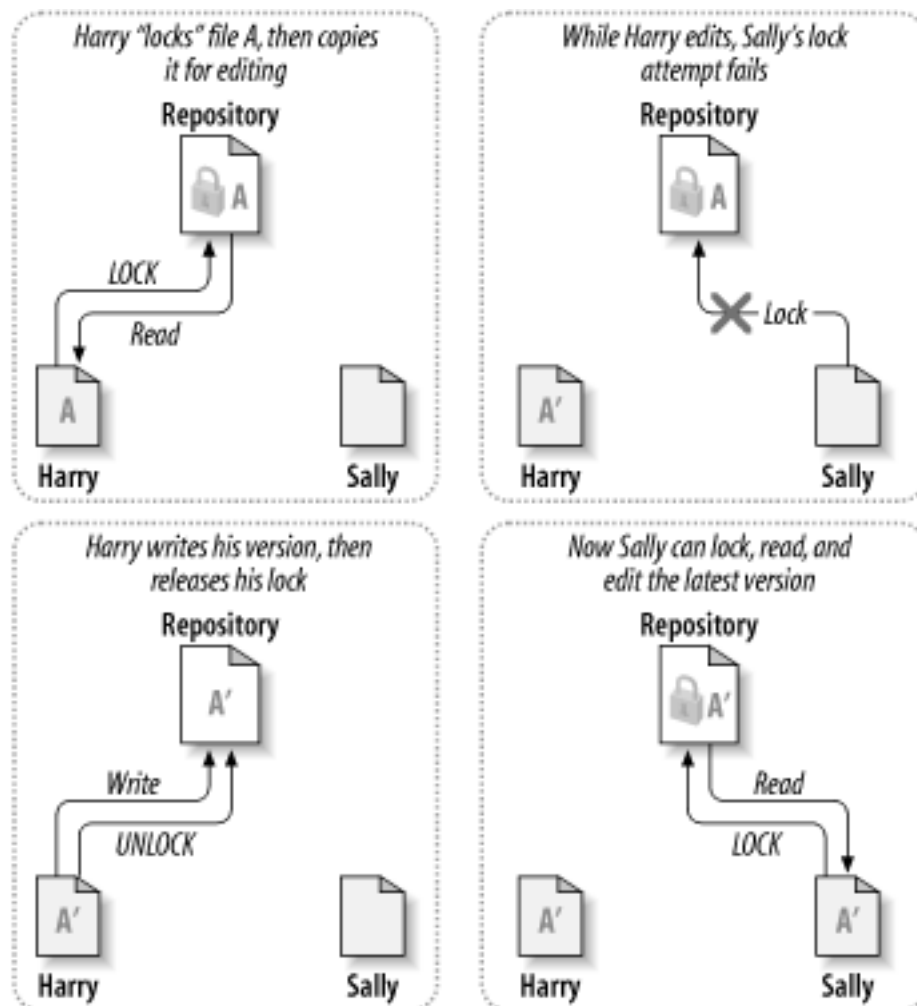 Harry “locks” file A, then copies
it for editing
Repository
A
LOCK
Read
A
Harry
Sally
While Harry edits, Sally’s lock
attempt fails
Repository
A
Lock
A′
Harry
Sally
Harry writes his version, then
releases his lock
Repository
A′
Write
UNLOCK
A′
Harry
Sally
Now Sally can lock, read, and
edit the latest version
Repository
A′
Read
LOCK
A′
A′
Harry
Sally